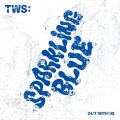 TWS:
SPARKLING
BLUE
24/7 WITH US